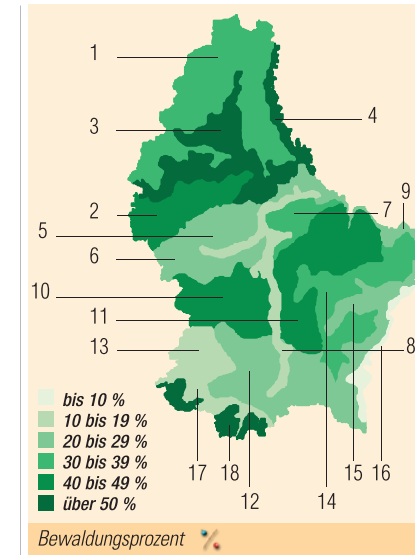 1
3
4
9
2
7
5
6
10
11
13
8
bis 10 %
10 bis 19 %
20 bis 29 %
30 bis 39 %
40 bis 49 %
über 50 %
17
18
15
16
12
14
Bewaldungsprozent %